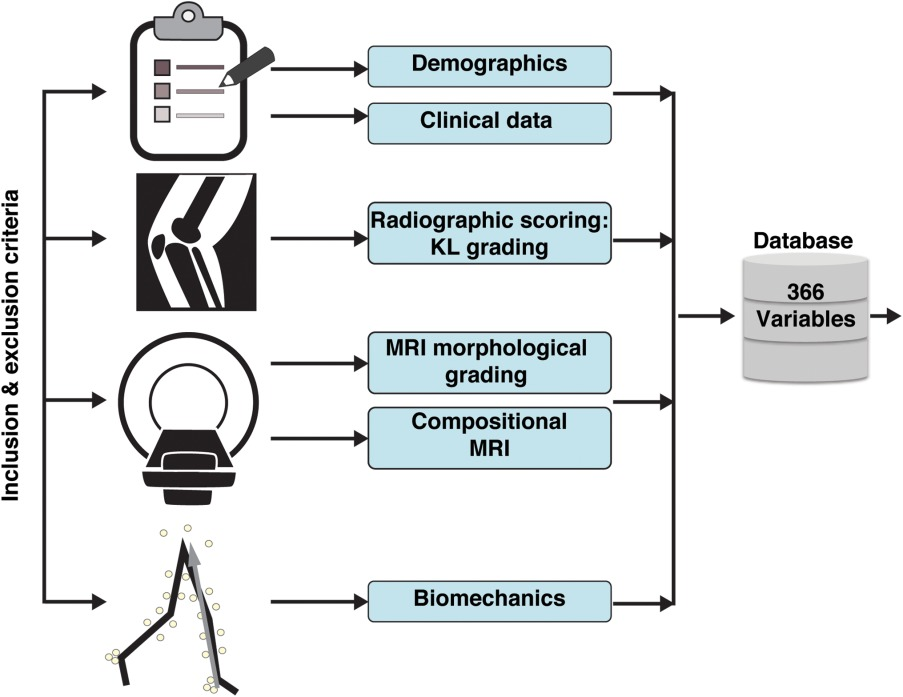 Inclusion & exclusion criteria
Demographics
Clinical data
Radiographic scoring:
KL grading
MRI morphological
grading
Compositional
MRI
Biomechanics
Database
366
Variables